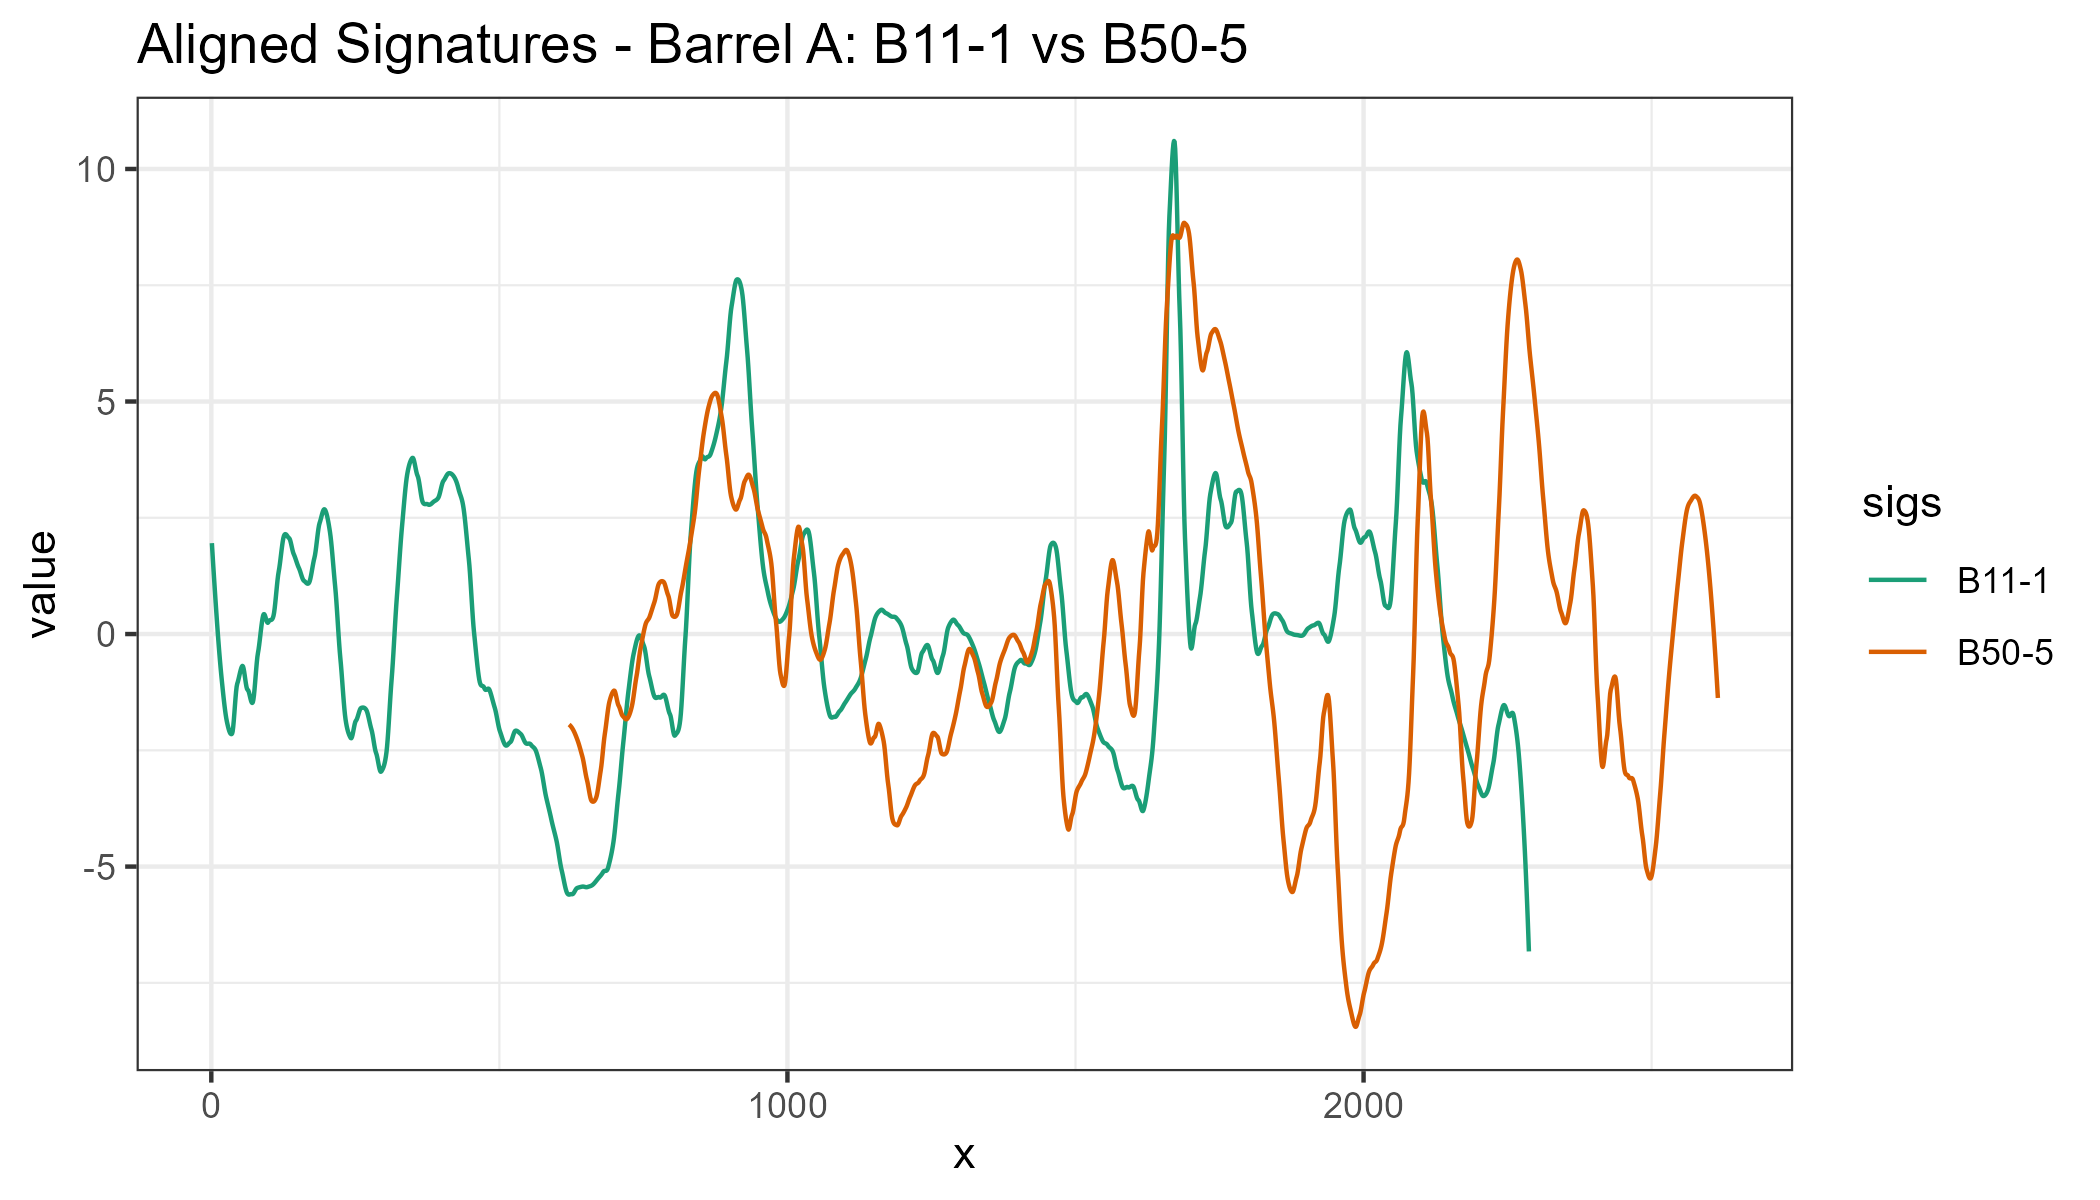 Aligned Signatures - Barrel A: B11-1 vs B50-5
10
5
0
-5
value
0 1000 2000
x
sigs
B11-1
B50-5